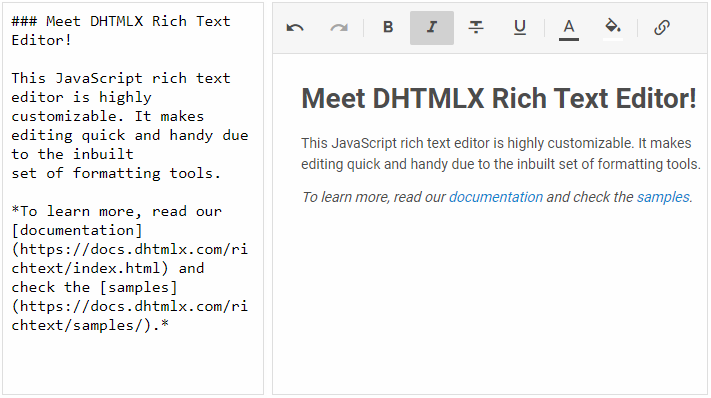 ### Meet DHTMLX Rich Text
Editor!
This JavaScript rich text
editor is highly
customizable. It makes
editing quick and handy due
to the inbuilt
set of formatting tools.
*To learn more, read our
[documentation]
(https://docs.dhtmlx.com/ri
chtext/index.html) and
check the [samples]
(https://docs.dhtmlx.com/ri
chtext/samples/).*
B I T U A
Meet DHTMLX Rich Text Editor!
This JavaScript rich text editor is highly customizable. It makes
editing quick and handy due to the inbuilt set of formatting tools.
To learn more, read our documentation and check the samples.